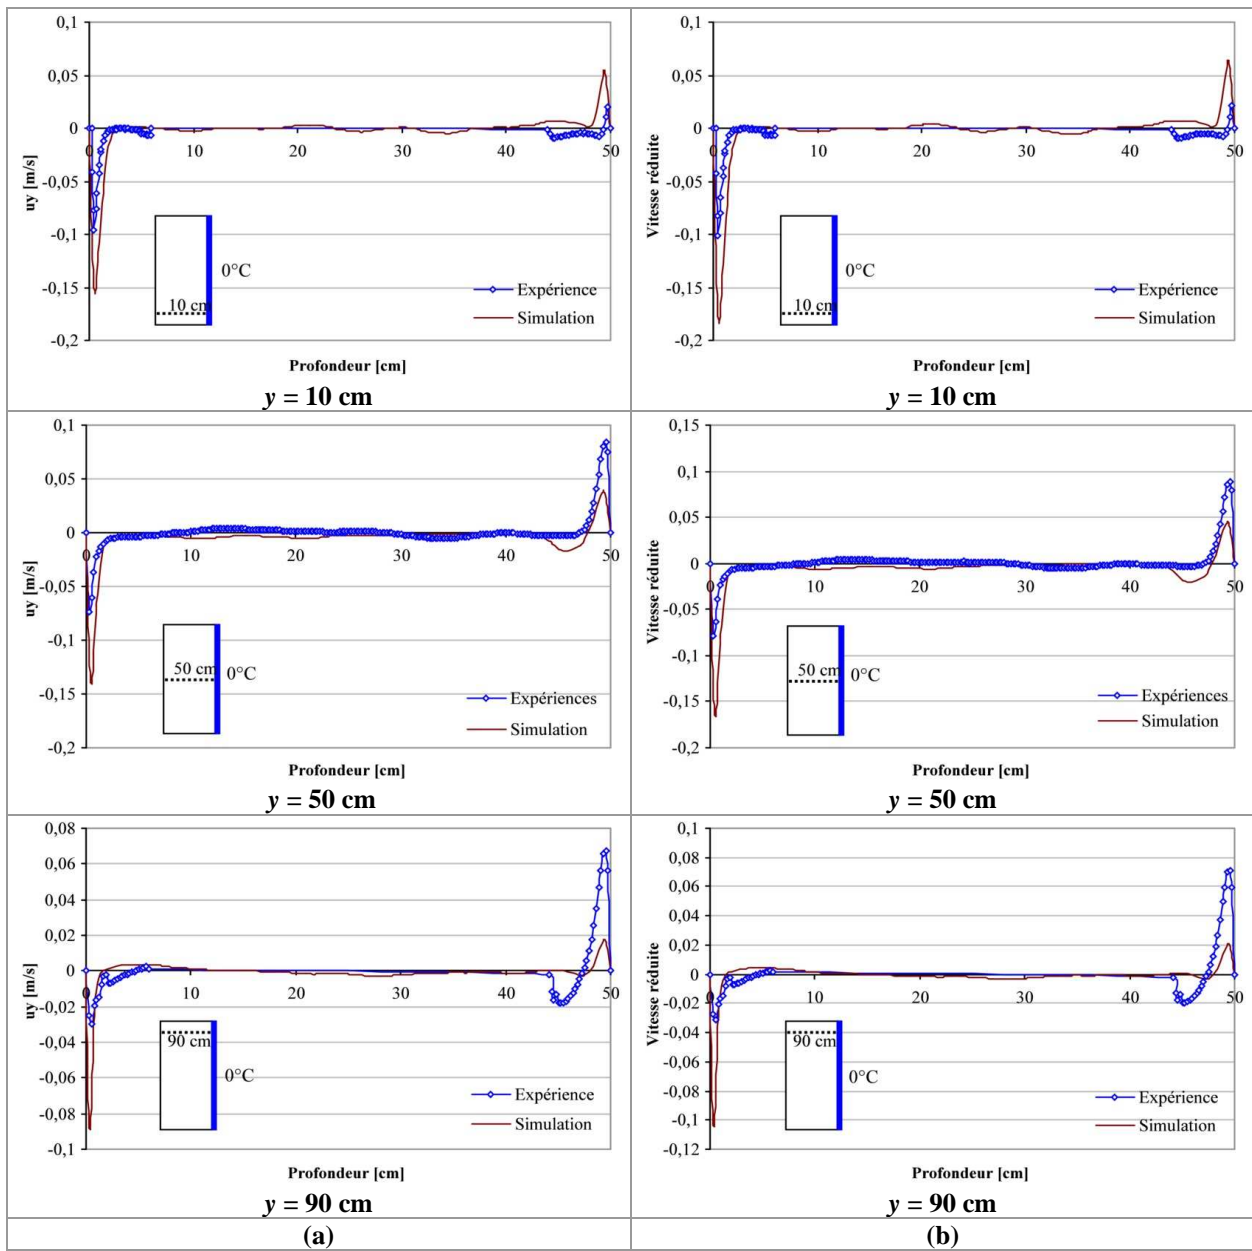 0,1
0,05
0
-0,05
-0,1
-0,15
-0,2
0 10 20 30 40 50
uy [m/s]
10 cm
0°C
Expérience
Simulation
Profondeur [cm]
y = 10 cm
0,1
0,05
0
-0,05
-0,1
-0,15
-0,2
0 10 20 30 40 50
Vitesse réduite
10 cm
0°C
Expérience
Simulation
Profondeur [cm]
y = 10 cm
0,1
0,05
0
-0,05
-0,1
-0,15
-0,2
0 10 20 30 40 50
uy [m/s]
50 cm
0°C
Expériences
Simulation
Profondeur [cm]
y = 50 cm
0,15
0,1
0,05
0
-0,05
-0,1
-0,15
-0,2
0 10 20 30 40 50
Vitesse réduite
50 cm
0°C
Expériences
Simulation
Profondeur [cm]
y = 50 cm
0,08
0,06
0,04
0,02
0
-0,02
-0,04
-0,06
-0,08
-0,1
0 10 20 30 40 50
uy [m/s]
90 cm
0°C
Expérience
Simulation
Profondeur [cm]
y = 90 cm
0,1
0,08
0,06
0,04
0,02
0
-0,02
-0,04
-0,06
-0,08
-0,1
-0,12
0 10 20 30 40 50
Vitesse réduite
90 cm
0°C
Expérience
Simulation
Profondeur [cm]
y = 90 cm
(a)
(b)